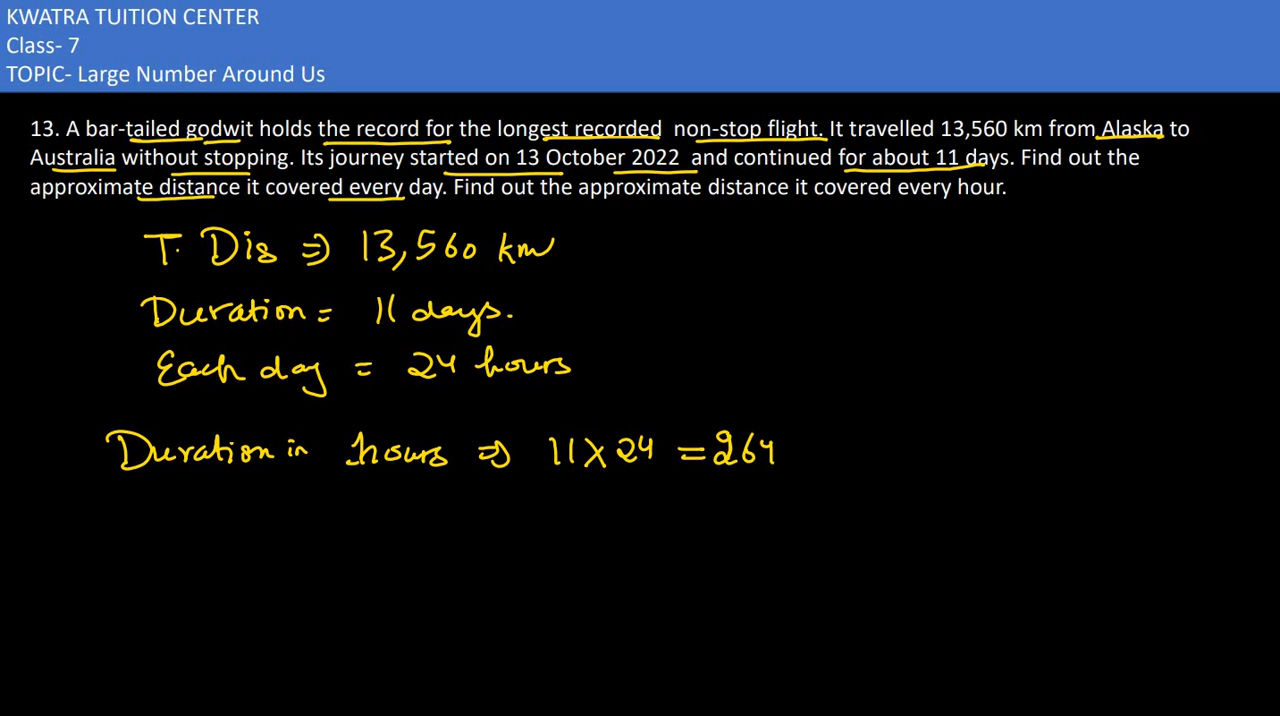 KWATRA TUITION CENTER
Class- 7
TOPIC- Large Number Around Us
13. A bar-tailed godwit holds the record for the longest recorded non-stop flight. It travelled 13,560 km from Alaska to
Australia without stopping. Its journey started on 13 October 2022 and continued for about 11 days. Find out the
approximate distance it covered every day. Find out the approximate distance it covered every hour.
T. Dis ⇒ 13,560 km
Duration = 11 days.
Each day = 24 hours
Duration in hours ⇒ 11 X 24 = 264